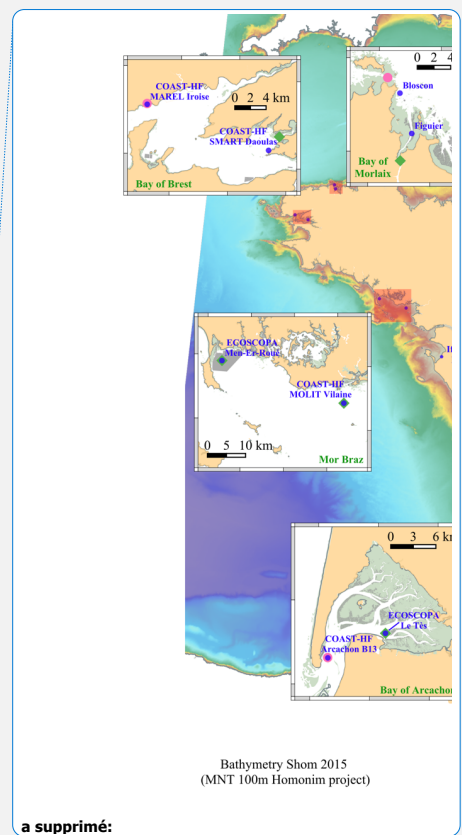 COAST-HF
MAREL Iroise
0 2 4 km
COAST-HF
SMART Daoulas
Bay of Brest
0 2 4
Bloscon
Figuier
Bay of
Morlaix
ECOSCOPA
Men-Er-Roué
COAST-HF
MOLIT Vilaine
0 5 10 km
Mor Braz
0 3 6 k
ECOSCOPA
Le Tès
COAST-HF
Arcachon B13
Bay of Arcachon
Bathymetry Shom 2015
(MNT 100m Homonim project)
a supprimé: